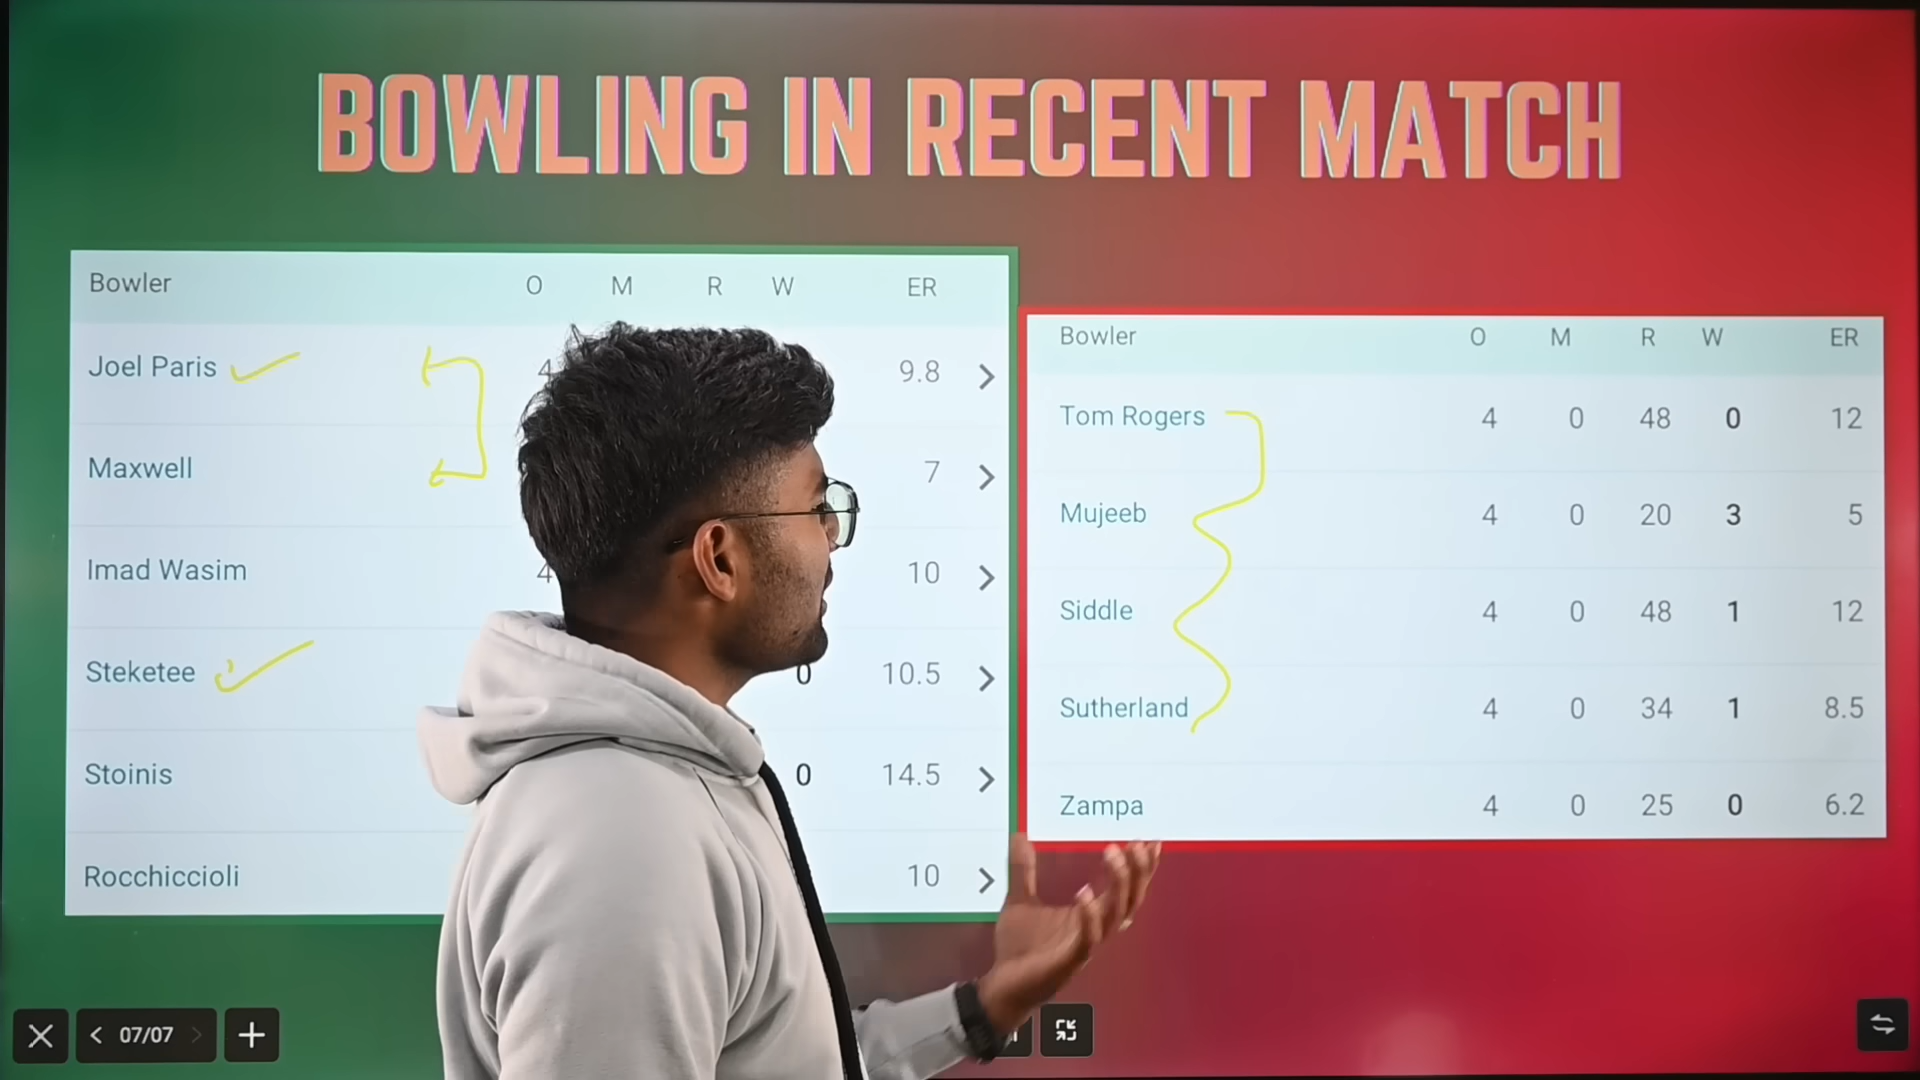 BOWLING IN RECENT MATCH
Bowler O M R W ER
Joel Paris 4 9.8
Maxwell 7
Imad Wasim 4 10
Steketee 0 10.5
Stoinis 0 14.5
Rocchiccioli 10
Bowler O M R W ER
Tom Rogers 4 0 48 0 12
Mujeeb 4 0 20 3 5
Siddle 4 0 48 1 12
Sutherland 4 0 34 1 8.5
Zampa 4 0 25 0 6.2
07/07